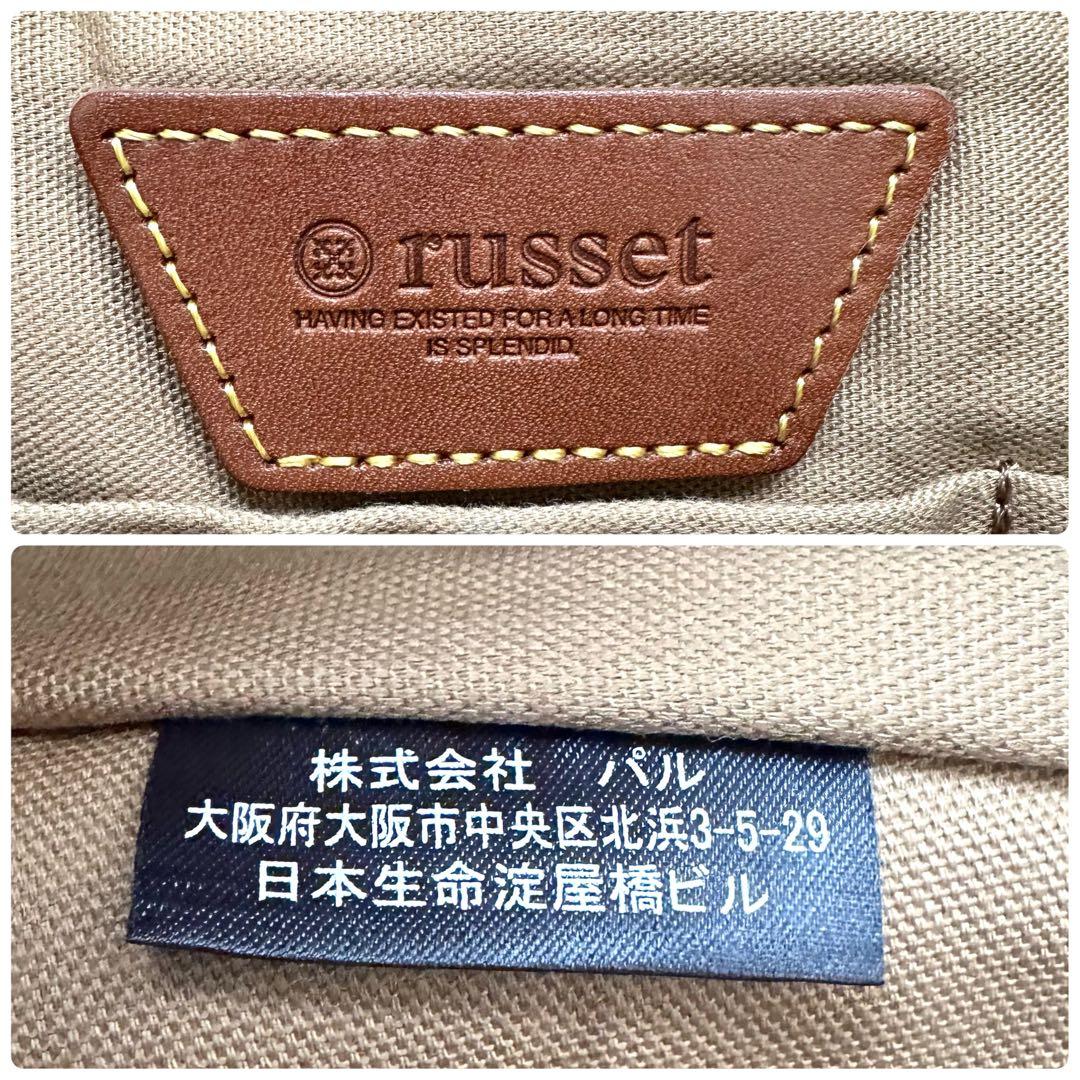 russet
HAVING EXISTED FOR A LONG TIME
IS SPLENDID.
株式会社　パル
大阪府大阪市中央区北浜3-5-29
日本生命淀屋橋ビル